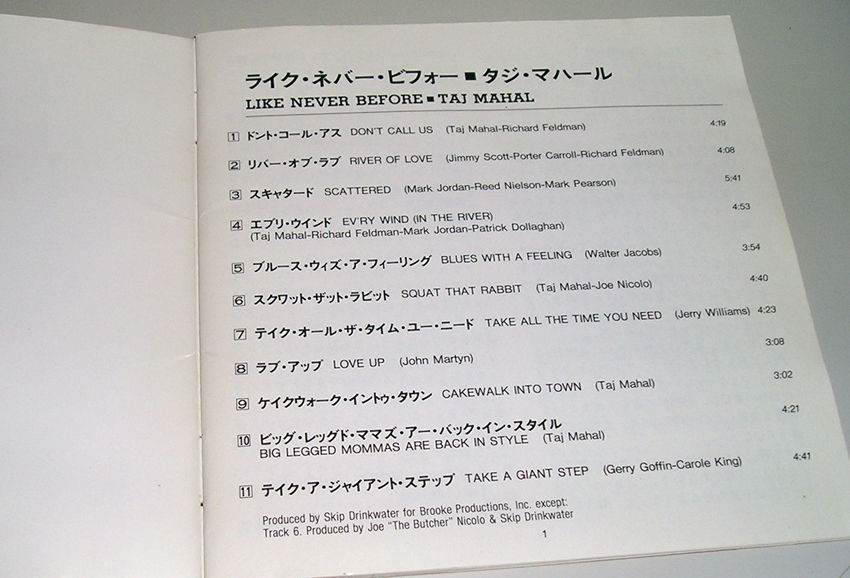 ライク・ネバー・ビフォー■タジ・マハール
LIKE NEVER BEFORE■TAJ MAHAL
1 ドント・コール・アス DON'T CALL US (Taj Mahal-Richard Feldman) 4:19
2 リバー・オブ・ラブ RIVER OF LOVE (Jimmy Scott-Porter Carroll-Richard Feldman) 4:08
3 スキャタード SCATTERED (Mark Jordan-Reed Nielson-Mark Pearson) 5:41
4 エブリ・ウインド EV'RY WIND (IN THE RIVER) 4:53
(Taj Mahal-Richard Feldman-Mark Jordan-Patrick Dollaghan)
5 ブルース・ウィズ・ア・フィーリング BLUES WITH A FEELING (Walter Jacobs) 3:54
6 スクワット・ザット・ラビット SQUAT THAT RABBIT (Taj Mahal-Joe Nicolo) 4:40
7 テイク・オール・ザ・タイム・ユー・ニード TAKE ALL THE TIME YOU NEED (Jerry Williams) 4:23
8 ラブ・アップ LOVE UP (John Martyn) 3:08
9 ケイクウォーク・イントゥ・タウン CAKEWALK INTO TOWN (Taj Mahal) 3:02
10 ビッグ・レッグド・ママズ・アー・バック・イン・スタイル 4:21
BIG LEGGED MOMMAS ARE BACK IN STYLE (Taj Mahal)
11 テイク・ア・ジャイアント・ステップ TAKE A GIANT STEP (Gerry Goffin-Carole King) 4:41
Produced by Skip Drinkwater for Brooke Productions, Inc. except:
Track 6. Produced by Joe "The Butcher" Nicolo & Skip Drinkwater
1